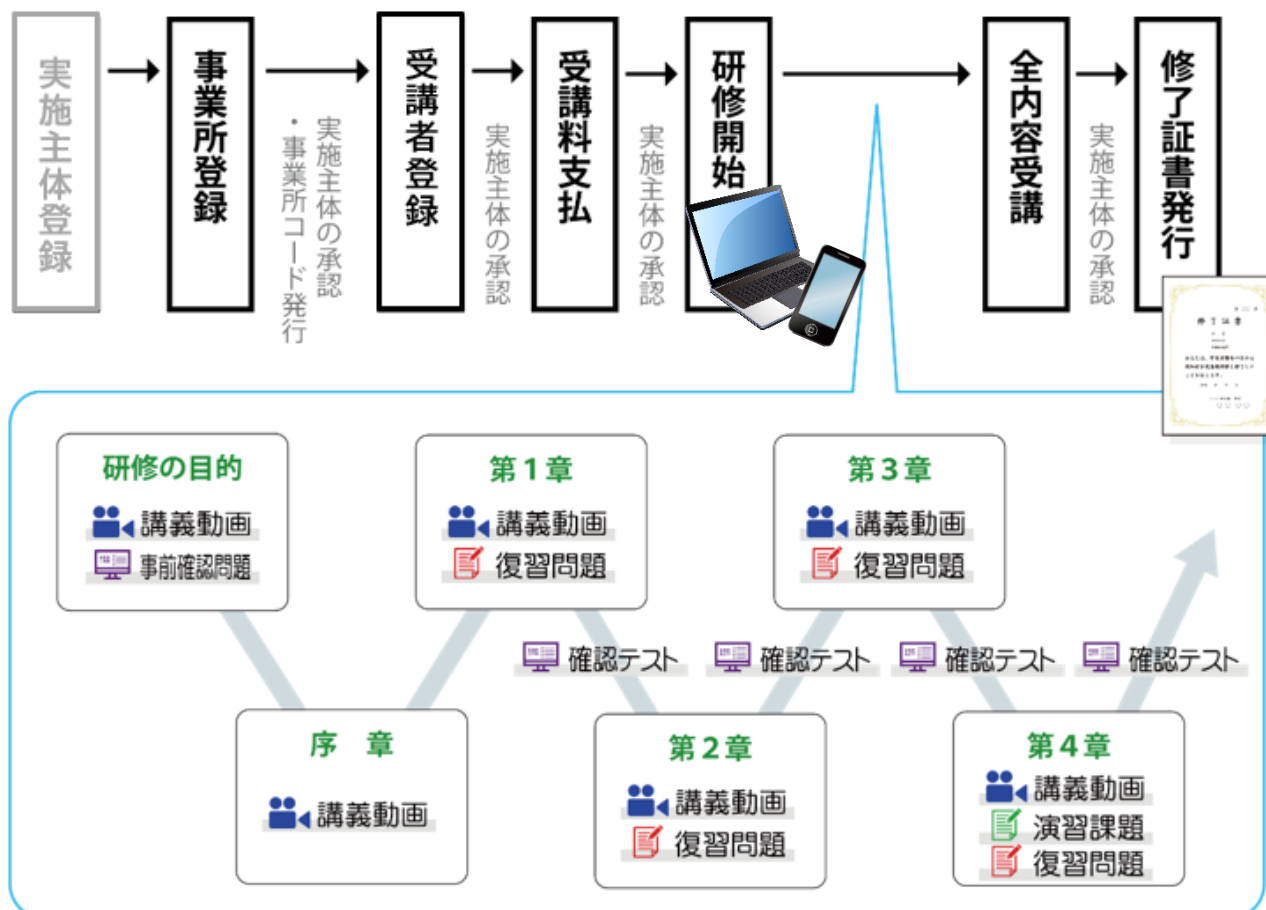 実施主体登録
事業所登録
実施主体の承認
・事業所コード発行
受講者登録
実施主体の承認
受講料支払
実施主体の承認
研修開始
全内容受講
実施主体の承認
修了証書発行
修了証書
研修の目的
講義動画
事前確認問題
序　章
講義動画
第1章
講義動画
復習問題
確認テスト
第2章
講義動画
復習問題
確認テスト
第3章
講義動画
復習問題
確認テスト
第4章
講義動画
演習課題
復習問題
確認テスト